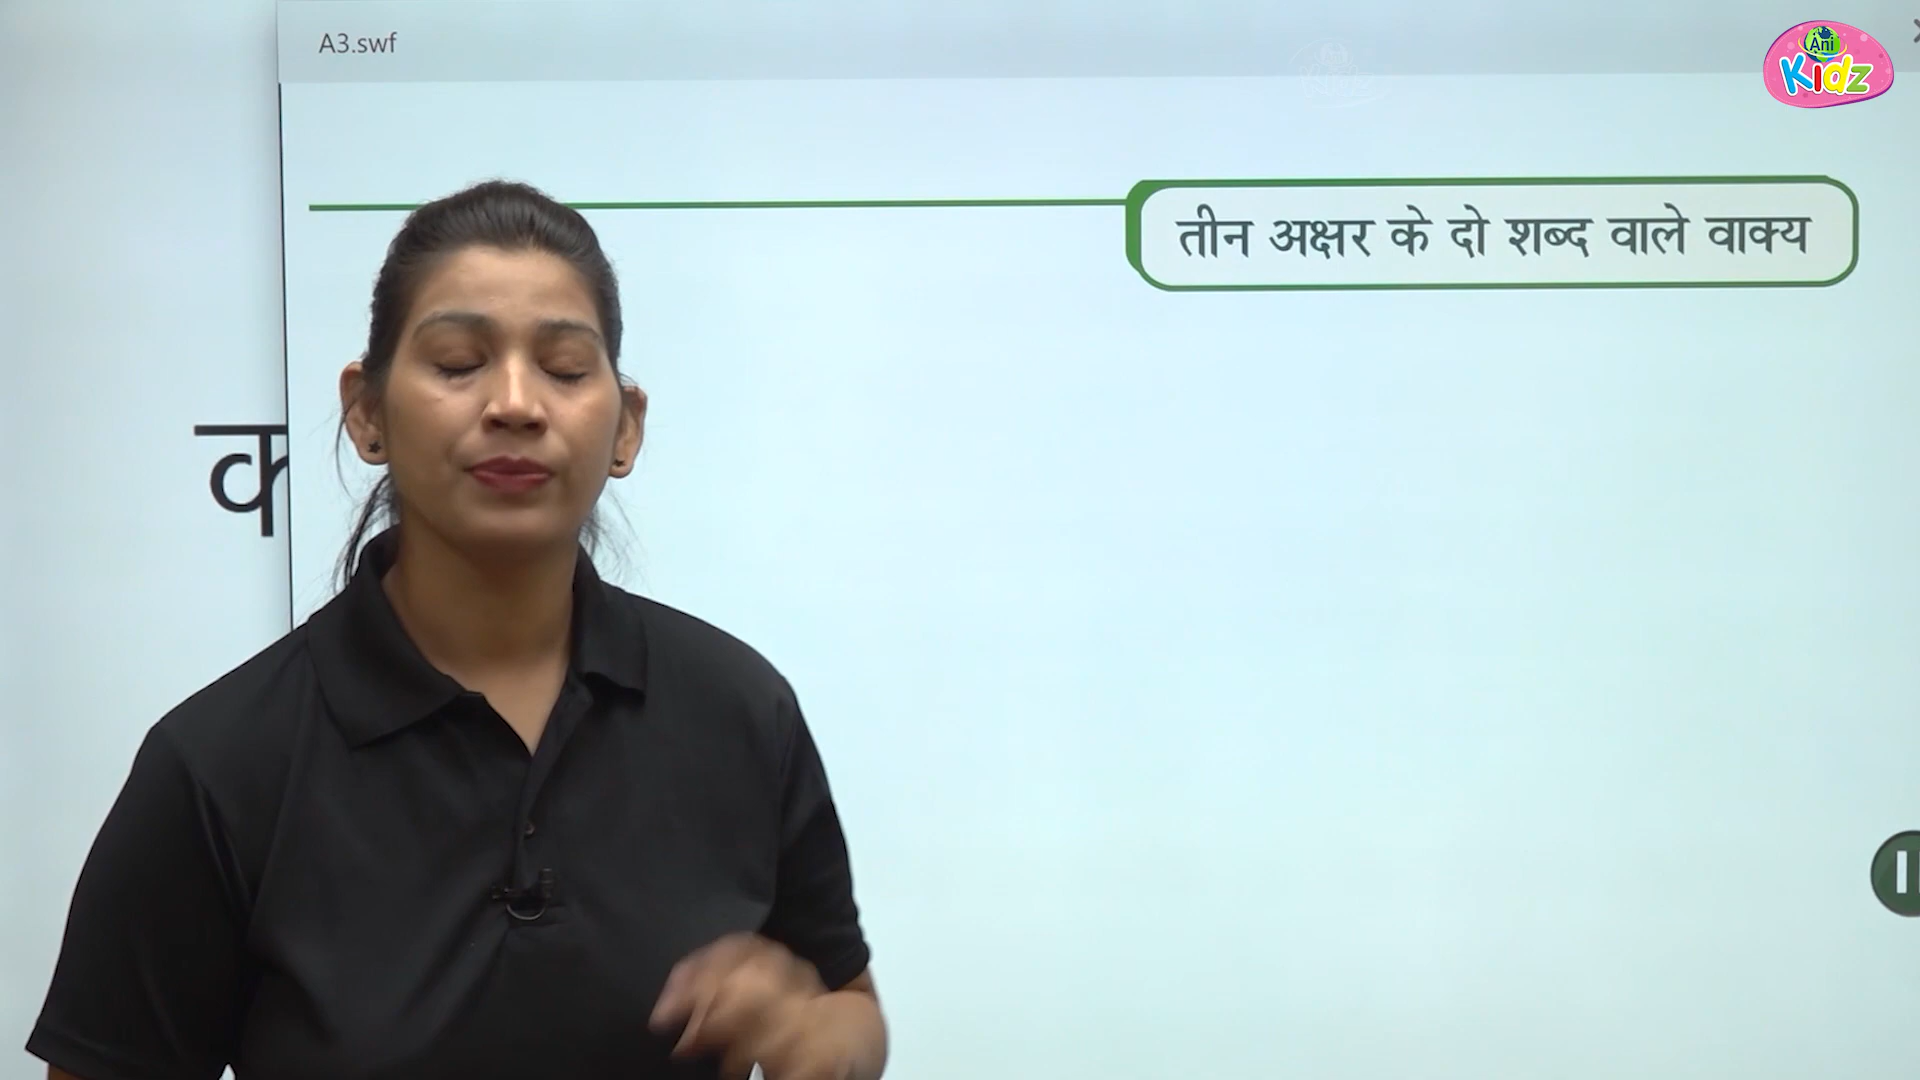 A3.swf
Ani
Kidz
तीन अक्षर के दो शब्द वाले वाक्य
क